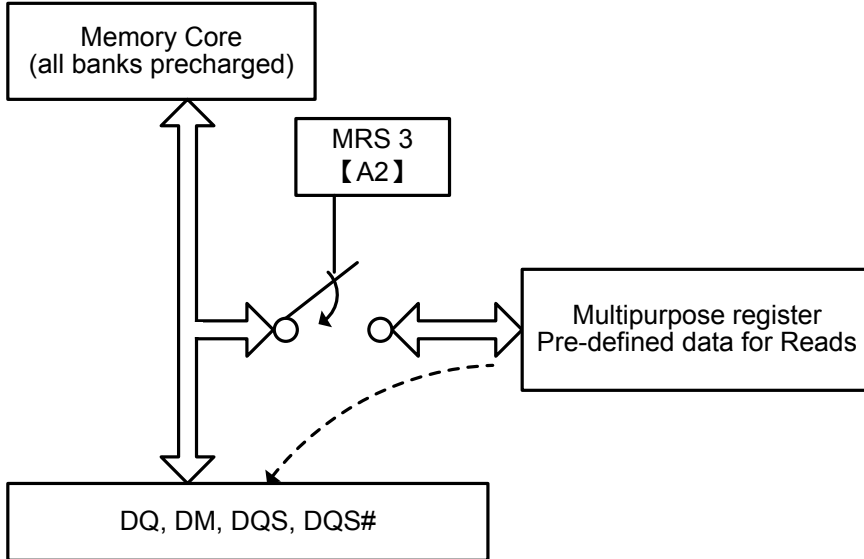 Memory Core
(all banks precharged)
MRS 3
【A2】
Multipurpose register
Pre-defined data for Reads
DQ, DM, DQS, DQS#